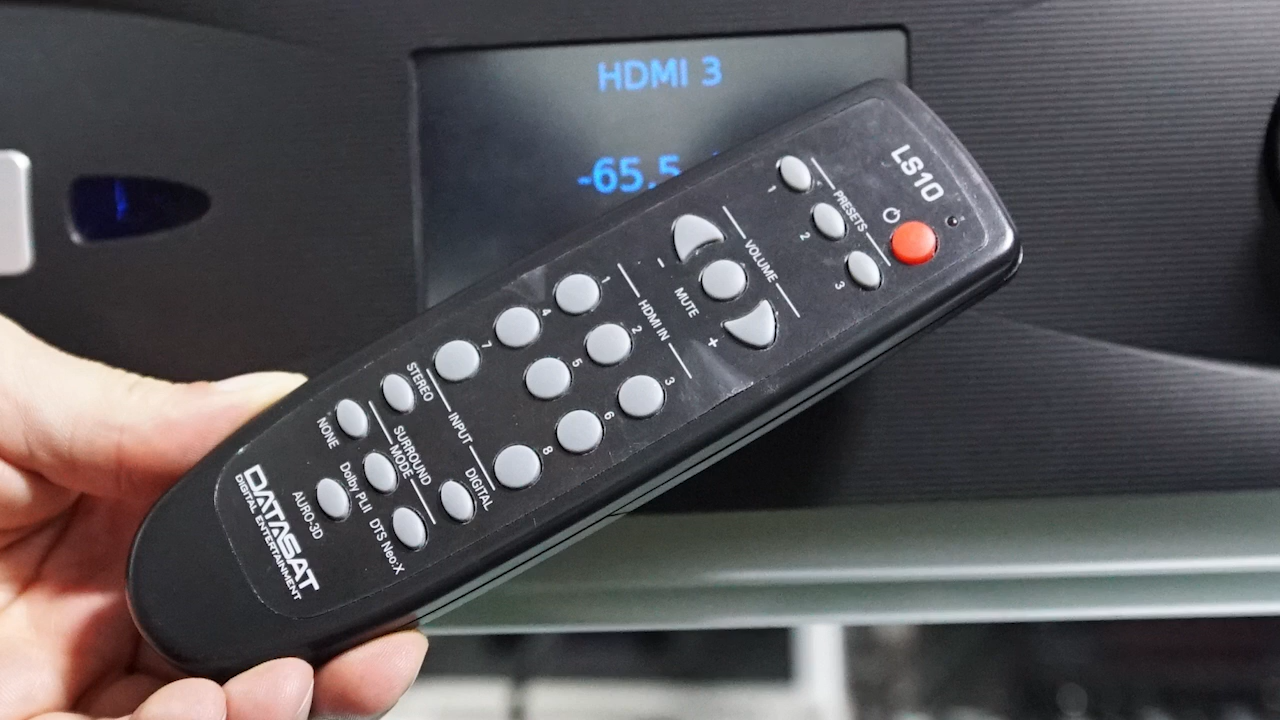 HDMI 3
-65.5
LS10
1
PRESETS
2
3
- VOLUME
MUTE
+
HDMI IN
1
2
3
4
5
6
7
8
STEREO
INPUT
DIGITAL
NONE
SURROUND
MODE
Dolby PLII
AURO-3D
DTS Neo:X
DATASAT
DIGITAL ENTERTAINMENT